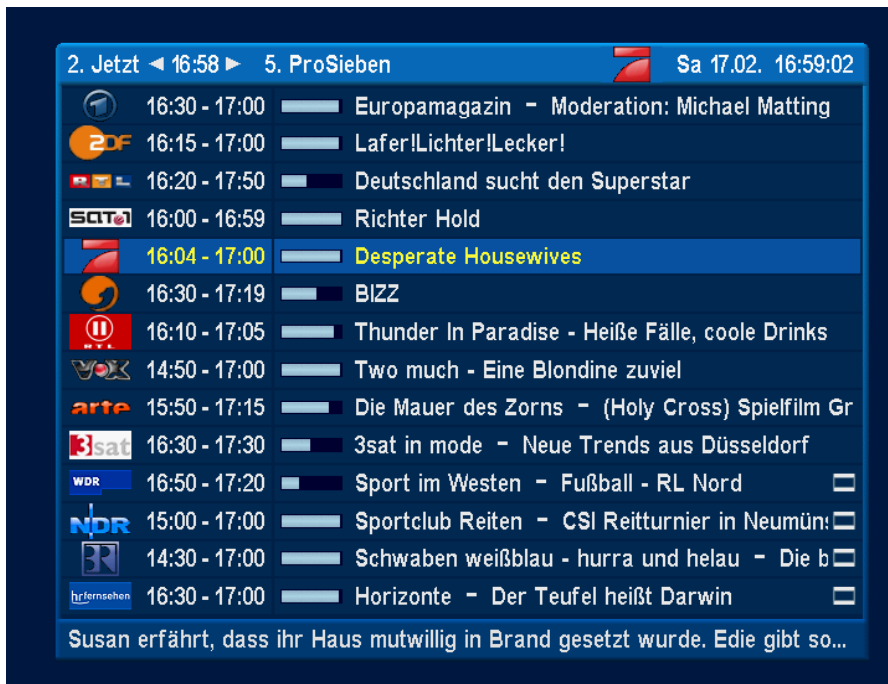 2. Jetzt ◄ 16:58 ► 5. ProSieben Sa 17.02. 16:59:02
16:30 - 17:00 Europamagazin - Moderation: Michael Matting
ZDF 16:15 - 17:00 Lafer!Lichter!Lecker!
RTL 16:20 - 17:50 Deutschland sucht den Superstar
SAT1 16:00 - 16:59 Richter Hold
16:04 - 17:00 Desperate Housewives
16:30 - 17:19 BIZZ
II RTL 16:10 - 17:05 Thunder In Paradise - Heiße Fälle, coole Drinks
VOX 14:50 - 17:00 Two much - Eine Blondine zuviel
arte 15:50 - 17:15 Die Mauer des Zorns - (Holy Cross) Spielfilm Gr
3sat 16:30 - 17:30 3sat in mode - Neue Trends aus Düsseldorf
WDR 16:50 - 17:20 Sport im Westen - Fußball - RL Nord
NDR 15:00 - 17:00 Sportclub Reiten - CSI Reitturnier in Neumün
BR 14:30 - 17:00 Schwaben weißblau - hurra und helau - Die b
hr fernsehen 16:30 - 17:00 Horizonte - Der Teufel heißt Darwin
Susan erfährt, dass ihr Haus mutwillig in Brand gesetzt wurde. Edie gibt so...